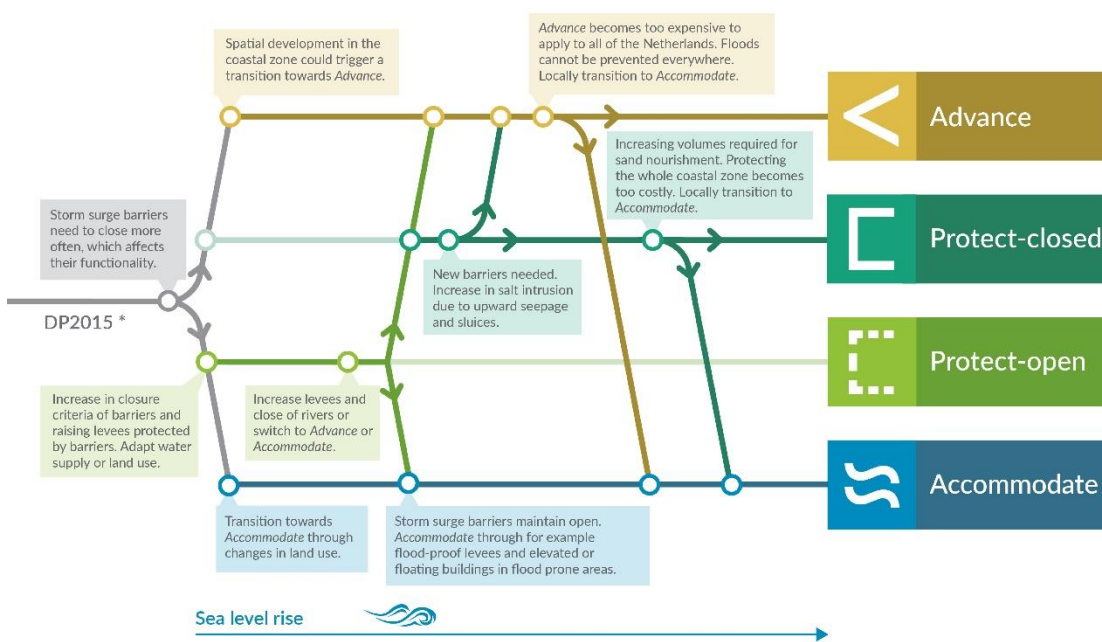 Spatial development in the
coastal zone could trigger a
transition towards Advance.
Advance becomes too expensive to
apply to all of the Netherlands. Floods
cannot be prevented everywhere.
Locally transition to Accommodate.
Advance
Increasing volumes required for
sand nourishment. Protecting
the whole coastal zone becomes
too costly. Locally transition to
Accommodate.
Storm surge barriers
need to close more
often, which affects
their functionality.
Protect-closed
New barriers needed.
Increase in salt intrusion
due to upward seepage
and sluices.
DP2015 *
Protect-open
Increase in closure
criteria of barriers and
raising levees protected
by barriers. Adapt water
supply or land use.
Increase levees and
close of rivers or
switch to Advance or
Accommodate.
Accommodate
Transition towards
Accommodate through
changes in land use.
Storm surge barriers maintain open.
Accommodate through for example
flood-proof levees and elevated or
floating buildings in flood prone areas.
Sea level rise